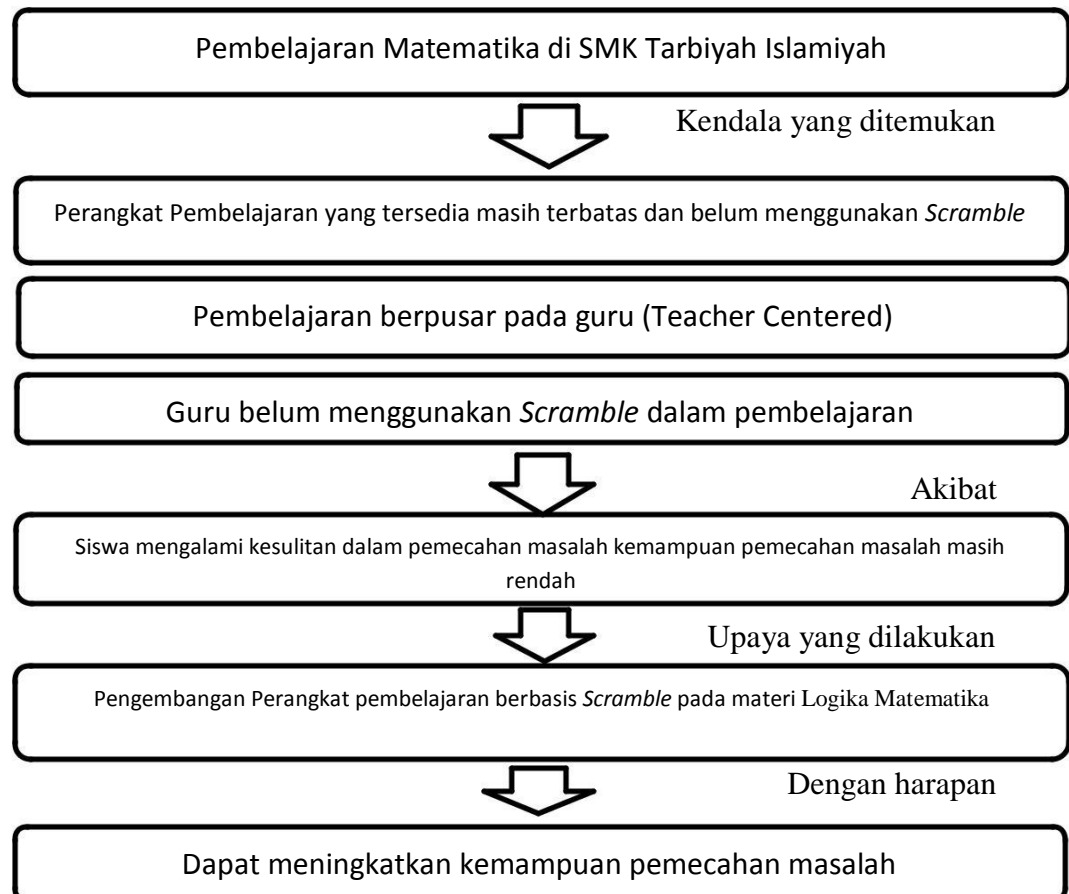 Pembelajaran Matematika di SMK Tarbiyah Islamiyah
Kendala yang ditemukan
Perangkat Pembelajaran yang tersedia masih terbatas dan belum menggunakan Scramble
Pembelajaran berpusar pada guru (Teacher Centered)
Guru belum menggunakan Scramble dalam pembelajaran
Akibat
Siswa mengalami kesulitan dalam pemecahan masalah kemampuan pemecahan masalah masih
rendah
Upaya yang dilakukan
Pengembangan Perangkat pembelajaran berbasis Scramble pada materi Logika Matematika
Dengan harapan
Dapat meningkatkan kemampuan pemecahan masalah